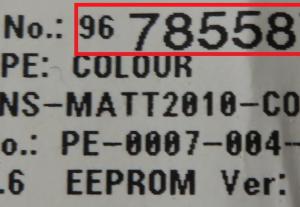 No.: 96 78558
PE: COLOUR
NS-MATT2010-CO
o.: PE-0007-004-
.6 EEPROM Ver: